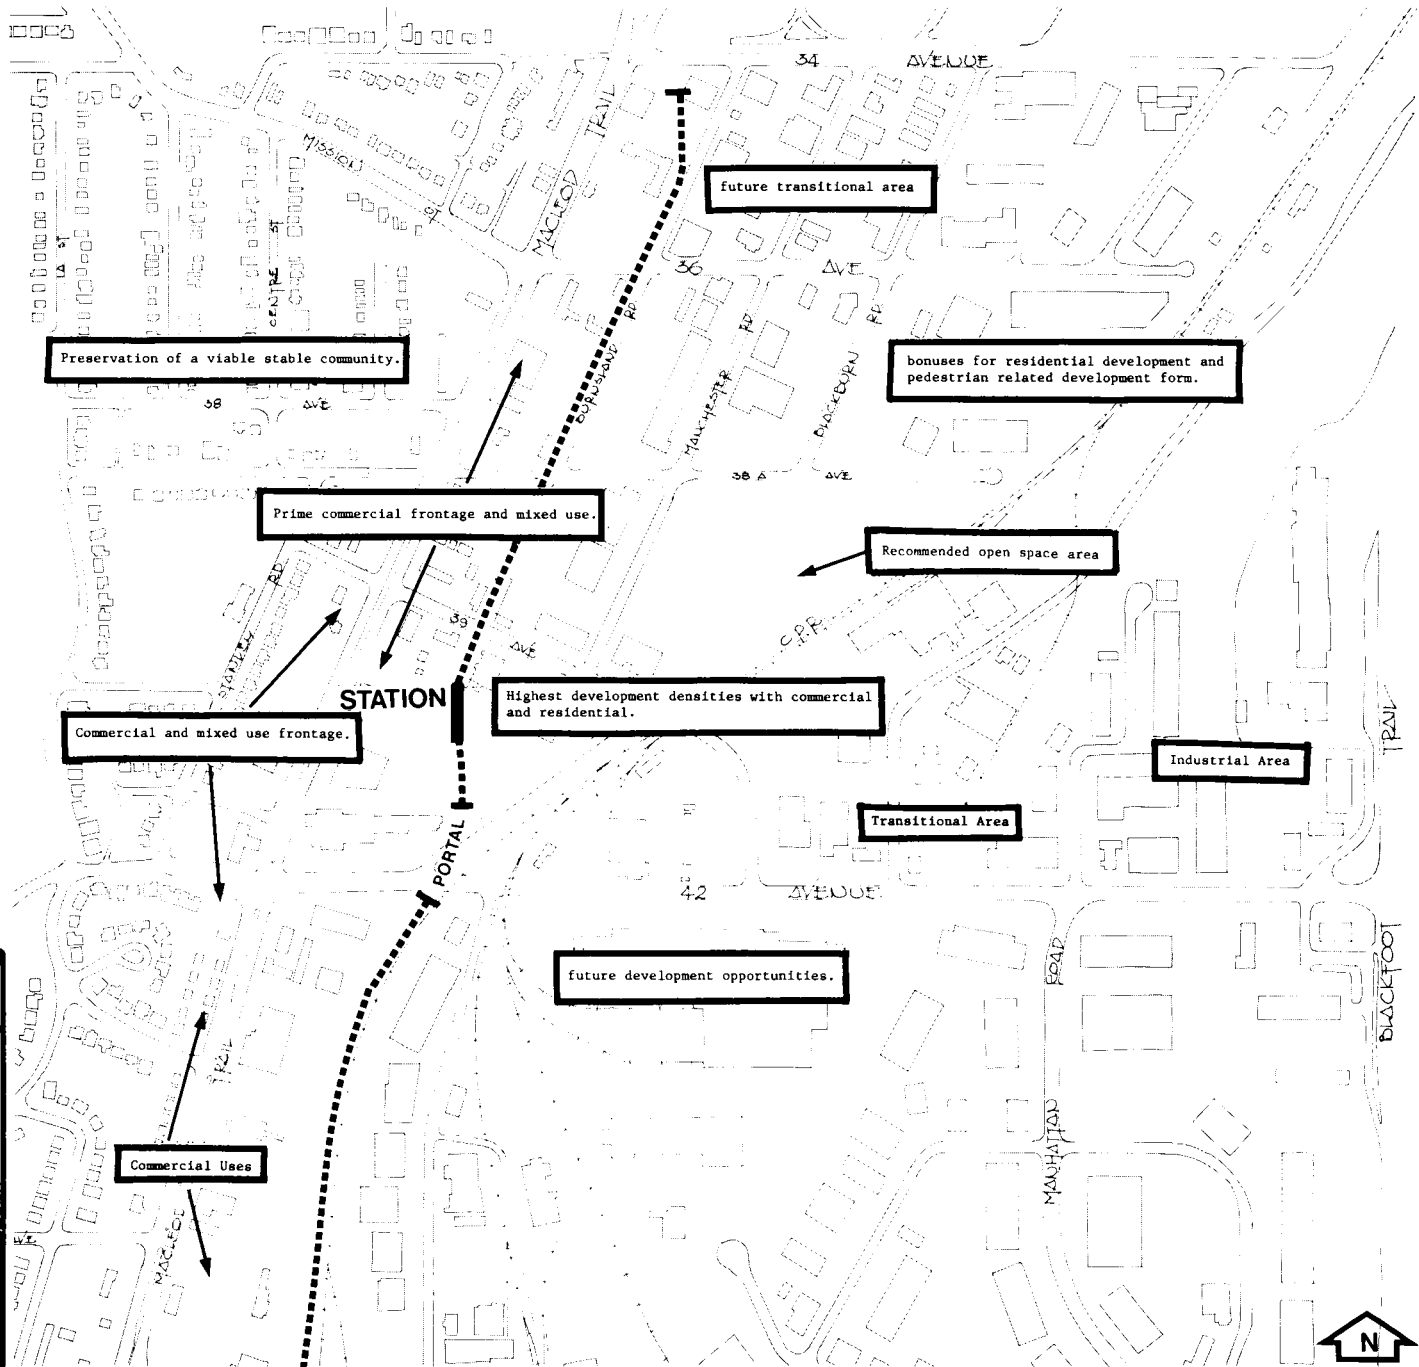 34 AVENUE
TRAIL
MACLEOD
MISSION
future transitional area
36 AVE
1A ST
CENTRE ST
RD
RD
RD
Preservation of a viable stable community.
bonuses for residential development and
pedestrian related development form.
BURNSLAND
MANCHESTER
BLACKBURN
38 AVE
38 A AVE
Prime commercial frontage and mixed use.
Recommended open space area
RD
STANLEY
39 AVE
C.P.R.
STATION
Highest development densities with commercial
and residential.
Commercial and mixed use frontage.
TRAIL
Industrial Area
Transitional Area
PORTAL
42 AVENUE
future development opportunities.
ROAD
BLACKFOOT
TRAIL
MANHATTAN
Commercial Uses
MACLEOD
AVE
N